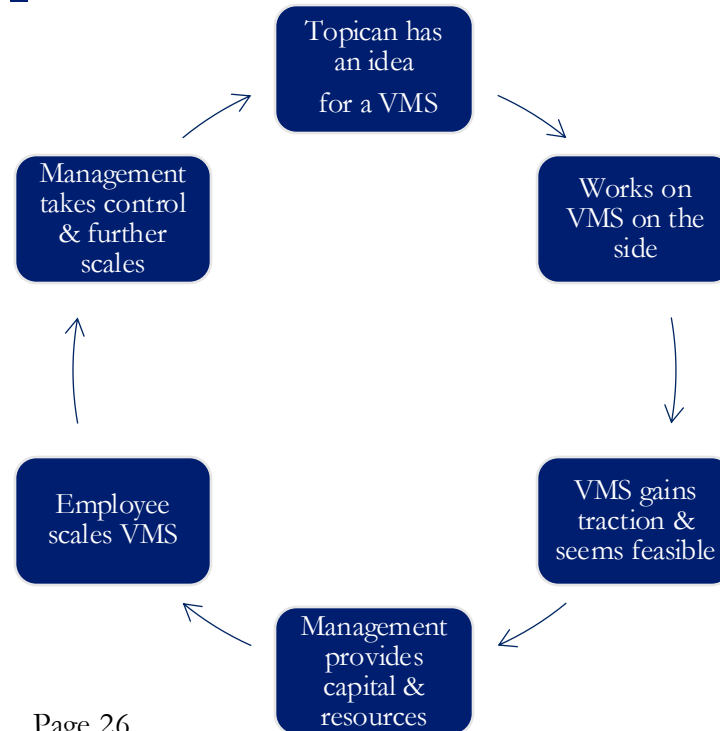 Topican has
an idea
for a VMS
Works on
VMS on the
side
VMS gains
traction &
seems feasible
Management
provides
capital &
resources
Employee
scales VMS
Management
takes control
& further
scales
Page 26